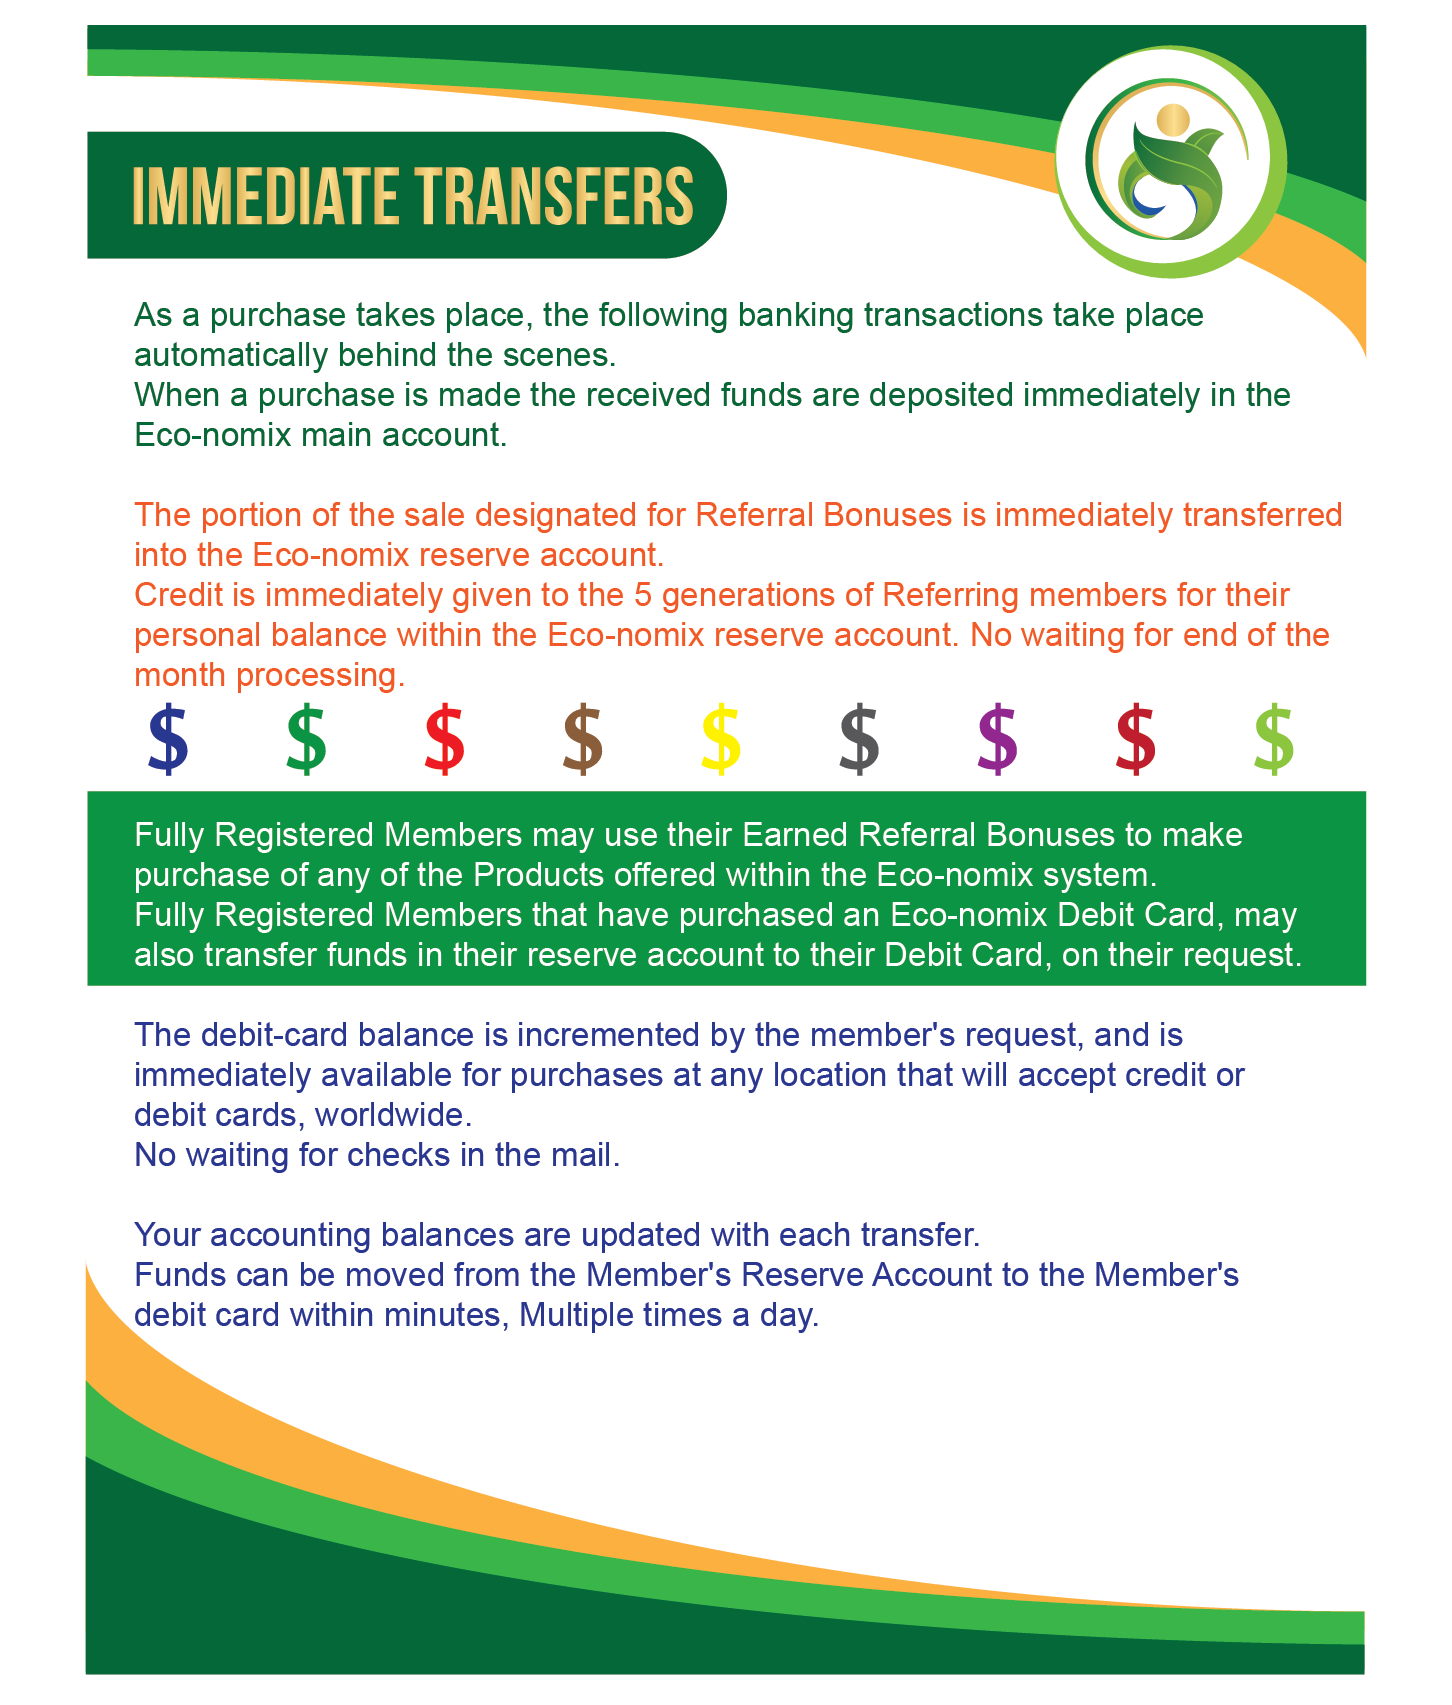 IMMEDIATE TRANSFERS
As a purchase takes place, the following banking transactions take place
automatically behind the scenes.
When a purchase is made the received funds are deposited immediately in the
Eco-nomix main account.
The portion of the sale designated for Referral Bonuses is immediately transferred
into the Eco-nomix reserve account.
Credit is immediately given to the 5 generations of Referring members for their
personal balance within the Eco-nomix reserve account. No waiting for end of the
month processing.
$ $ $ $ $ $ $ $ $
Fully Registered Members may use their Earned Referral Bonuses to make
purchase of any of the Products offered within the Eco-nomix system.
Fully Registered Members that have purchased an Eco-nomix Debit Card, may
also transfer funds in their reserve account to their Debit Card, on their request.
The debit-card balance is incremented by the member's request, and is
immediately available for purchases at any location that will accept credit or
debit cards, worldwide.
No waiting for checks in the mail.
Your accounting balances are updated with each transfer.
Funds can be moved from the Member's Reserve Account to the Member's
debit card within minutes, Multiple times a day.